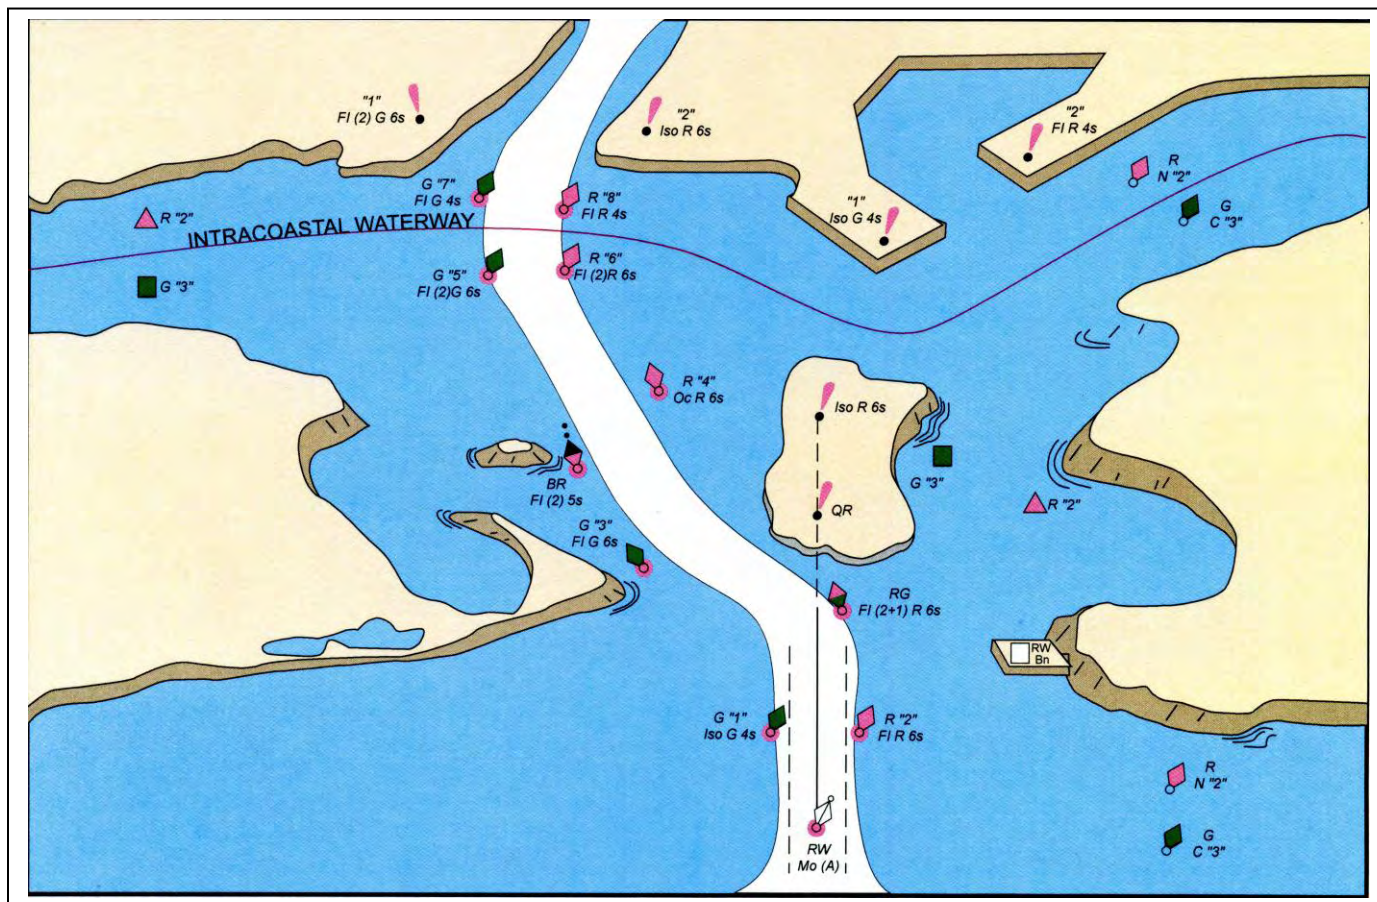 "1"
Fl (2) G 6s
"2"
Iso R 6s
"2"
Fl R 4s
R
N "2"
G "7"
Fl G 4s
R "8"
Fl R 4s
"1"
Iso G 4s
G
C "3"
R "2"
INTRACOASTAL WATERWAY
G "5"
Fl (2)G 6s
R "6"
Fl (2)R 6s
G "3"
R "4"
Oc R 6s
Iso R 6s
BR
Fl (2) 5s
G "3"
R "2"
QR
G "3"
Fl G 6s
RG
Fl (2+1) R 6s
RW
Bn
G "1"
Iso G 4s
R "2"
Fl R 6s
R
N "2"
RW
Mo (A)
G
C "3"